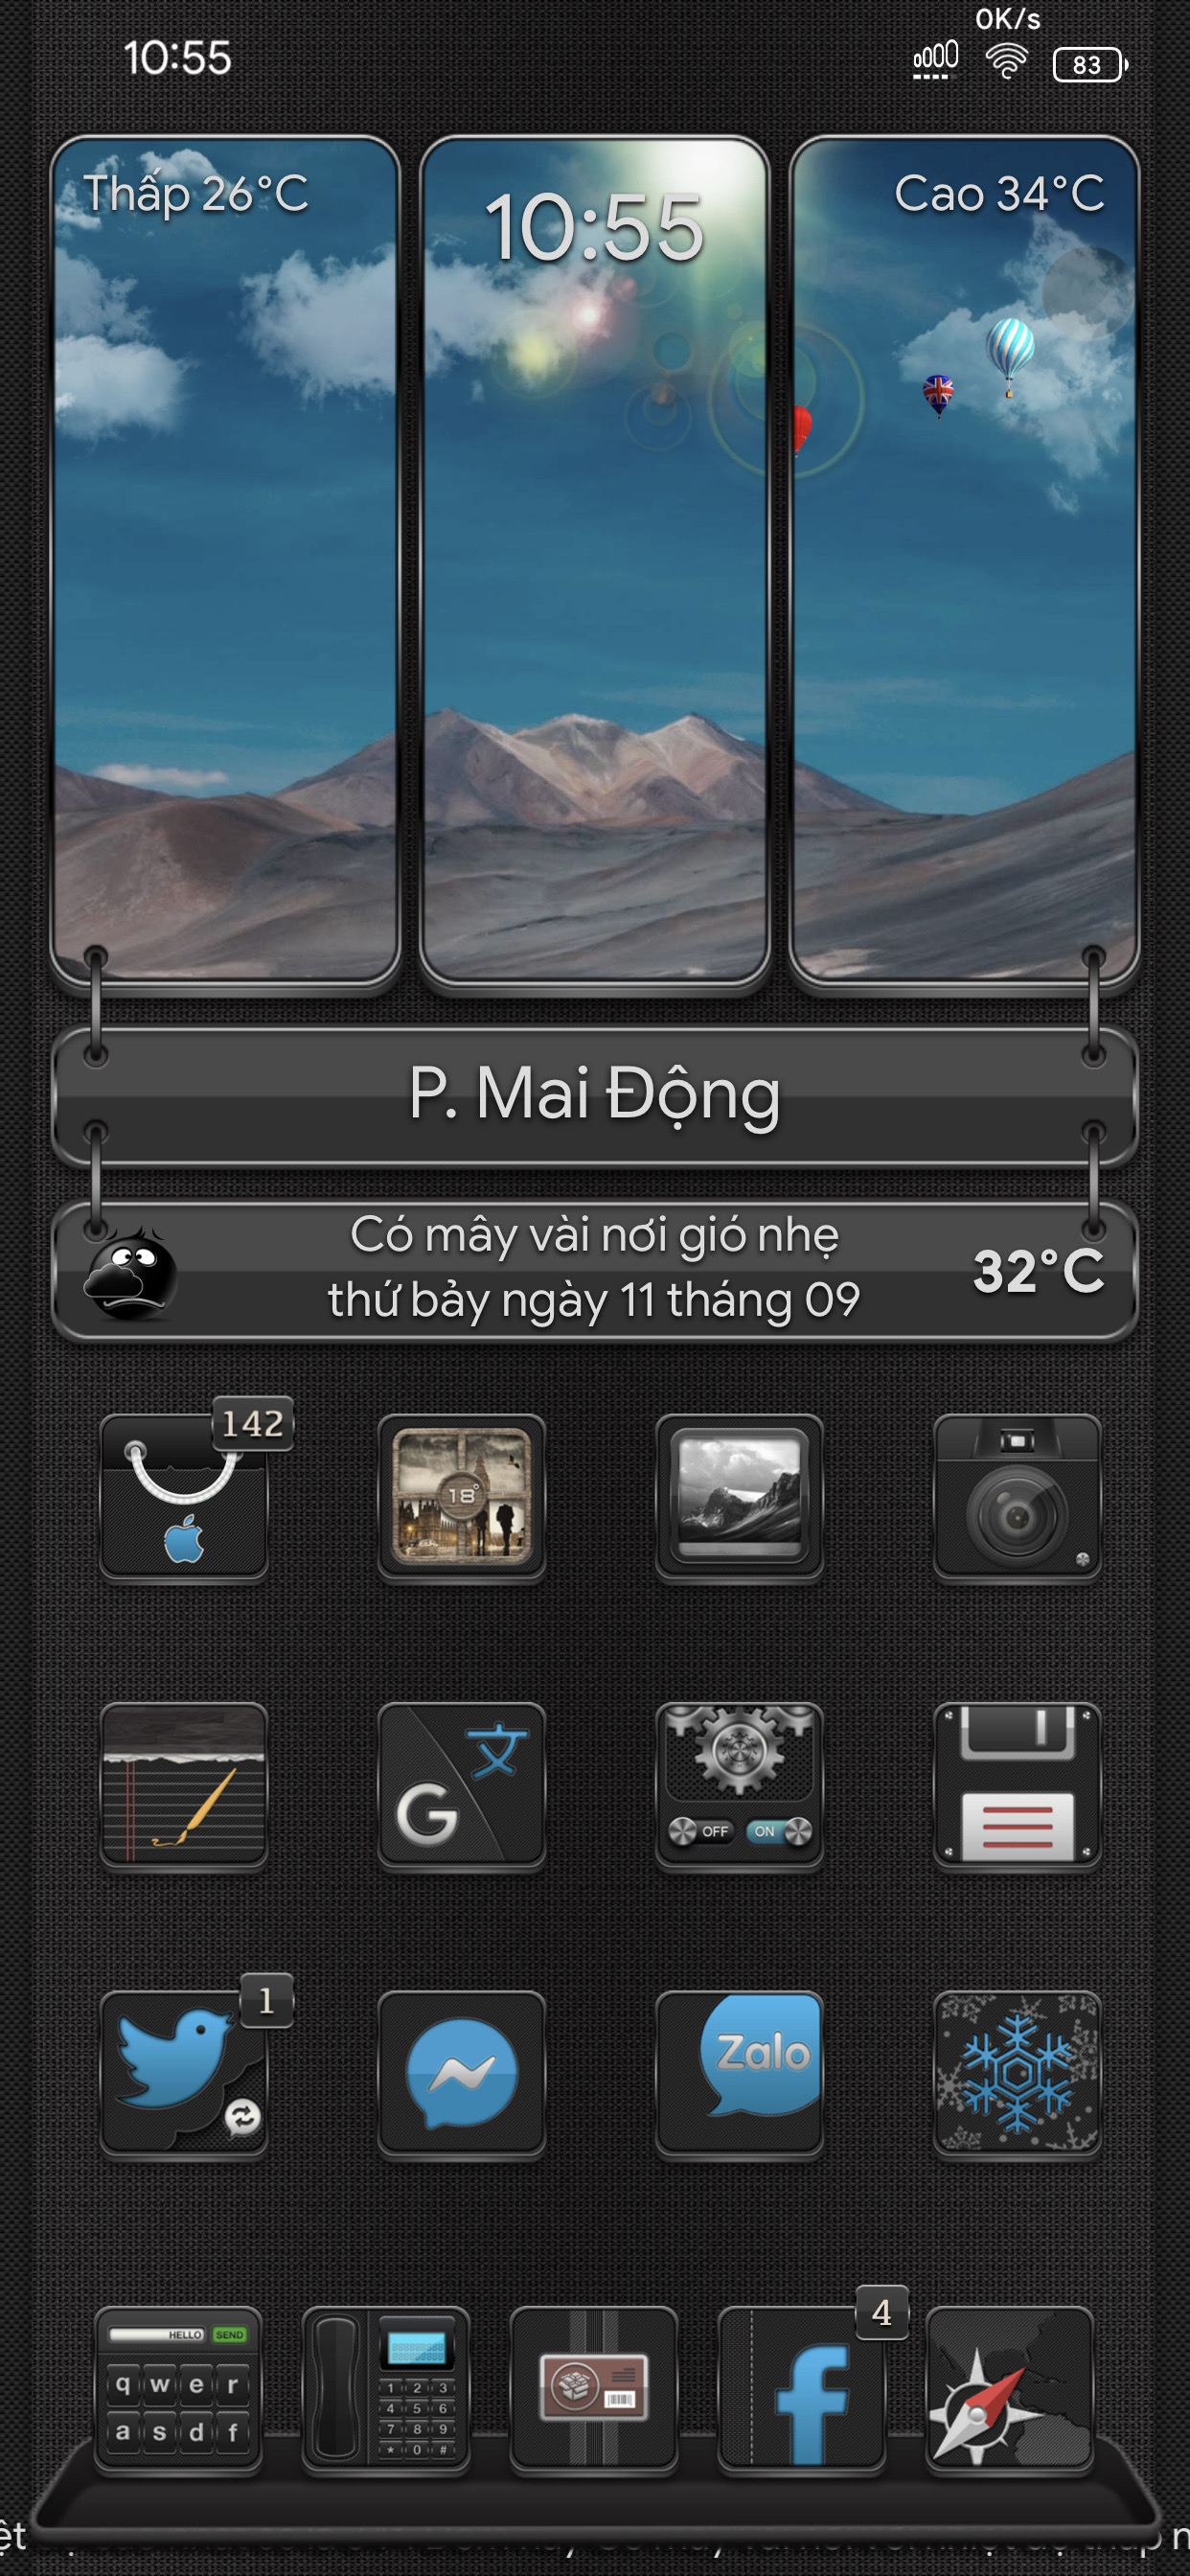 0K/s
10:55
83
Thấp 26°C
10:55
Cao 34°C
P. Mai Động
Có mây vài nơi gió nhẹ
thứ bảy ngày 11 tháng 09
32°C
142
18°
G 文
OFF ON
1
Zalo
4
HELLO SEND
q w e r
a s d f
1 2 3
4 5 6
7 8 9
* 0 #
f
ệt